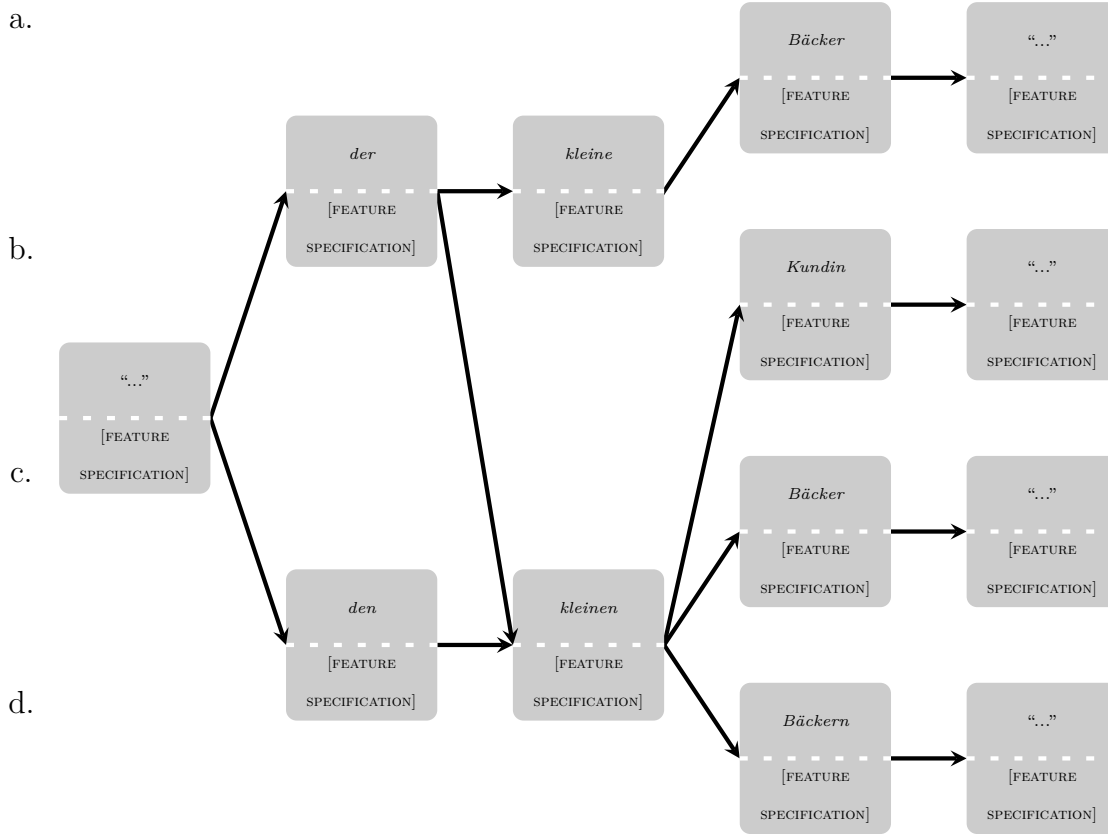 a.
Bäcker
[FEATURE
SPECIFICATION]
“...”
[FEATURE
SPECIFICATION]
der
[FEATURE
SPECIFICATION]
kleine
[FEATURE
SPECIFICATION]
b.
Kundin
[FEATURE
SPECIFICATION]
“...”
[FEATURE
SPECIFICATION]
“...”
[FEATURE
SPECIFICATION]
c.
Bäcker
[FEATURE
SPECIFICATION]
“...”
[FEATURE
SPECIFICATION]
den
[FEATURE
SPECIFICATION]
kleinen
[FEATURE
SPECIFICATION]
d.
Bäckern
[FEATURE
SPECIFICATION]
“...”
[FEATURE
SPECIFICATION]